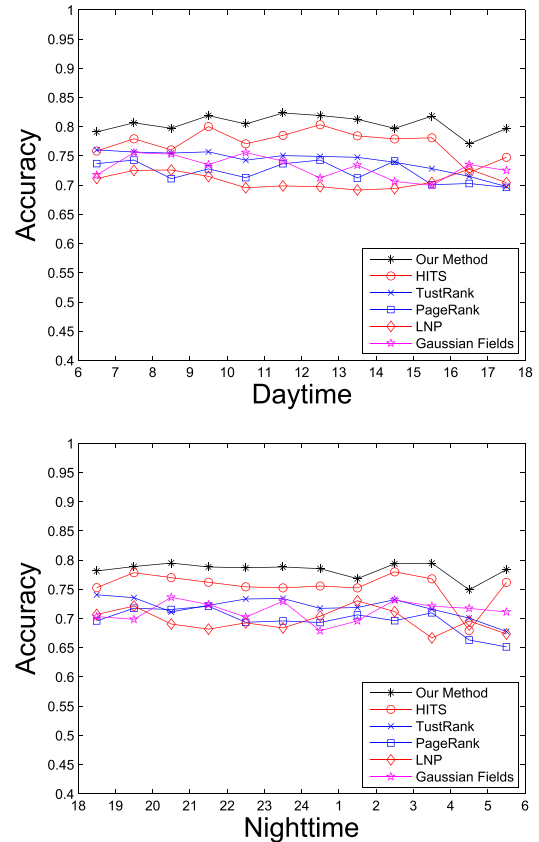 1
0.95
0.9
0.85
0.8
0.75
0.7
0.65
0.6
0.55
0.5
0.45
0.4
Accuracy
Our Method
HITS
TustRank
PageRank
LNP
Gaussian Fields
6 7 8 9 10 11 12 13 14 15 16 17 18
Daytime
1
0.95
0.9
0.85
0.8
0.75
0.7
0.65
0.6
0.55
0.5
0.45
0.4
Accuracy
Our Method
HITS
TustRank
PageRank
LNP
Gaussian Fields
18 19 20 21 22 23 24 1 2 3 4 5 6
Nighttime